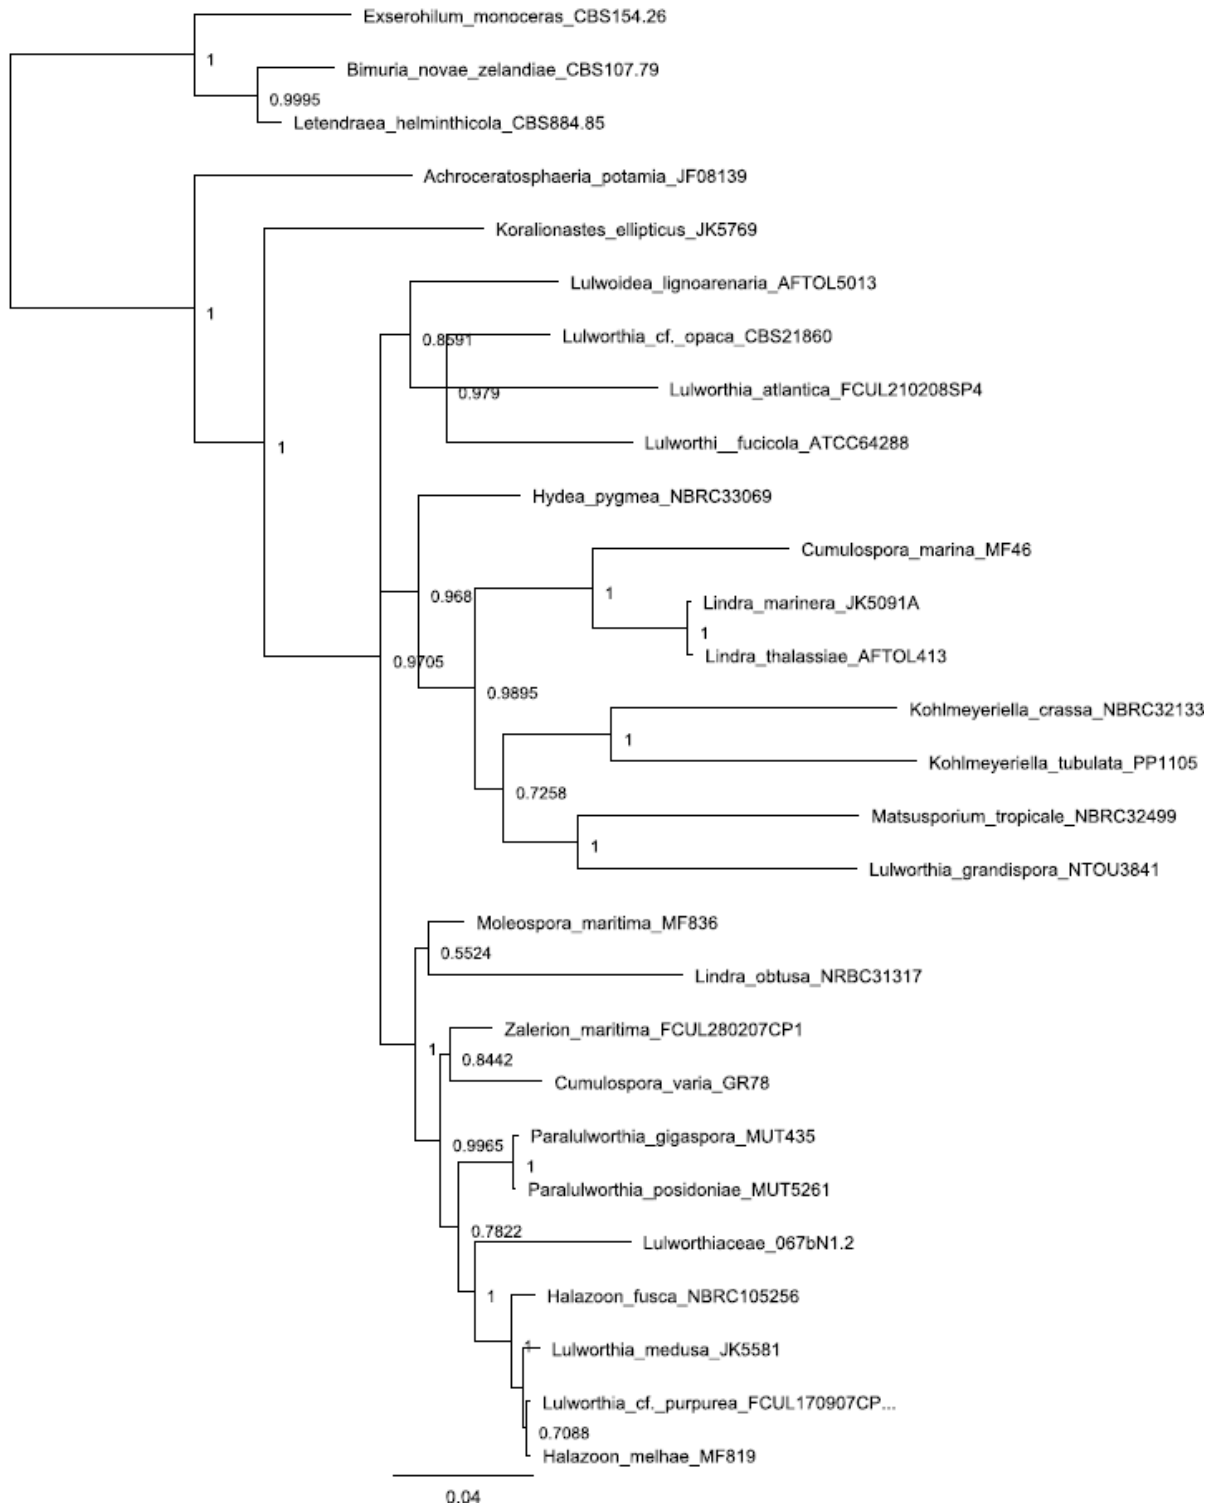 Exserohilum_monoceras_CBS154.26
1
Bimuria_novae_zelandiae_CBS107.79
0.9995
Letendraea_helminthicola_CBS884.85
Achroceratosphaeria_potamia_JF08139
Koralionastes_ellipticus_JK5769
Lulwoidea_lignoarenaria_AFTOL5013
1
0.8591
Lulworthia_cf._opaca_CBS21860
Lulworthia_atlantica_FCUL210208SP4
0.979
1
Lulworthi__fucicola_ATCC64288
Hydea_pygmea_NBRC33069
Cumulospora_marina_MF46
0.968
1
Lindra_marinera_JK5091A
1
0.9705
Lindra_thalassiae_AFTOL413
0.9895
Kohlmeyeriella_crassa_NBRC32133
1
Kohlmeyeriella_tubulata_PP1105
0.7258
Matsusporium_tropicale_NBRC32499
1
Lulworthia_grandispora_NTOU3841
Moleospora_maritima_MF836
0.5524
Lindra_obtusa_NRBC31317
Zalerion_maritima_FCUL280207CP1
1
0.8442
Cumulospora_varia_GR78
Paralulworthia_gigaspora_MUT435
0.9965
1
Paralulworthia_posidoniae_MUT5261
0.7822
Lulworthiaceae_067bN1.2
1
Halazoon_fusca_NBRC105256
1
Lulworthia_medusa_JK5581
Lulworthia_cf._purpurea_FCUL170907CP...
0.7088
Halazoon_melhae_MF819
0.04